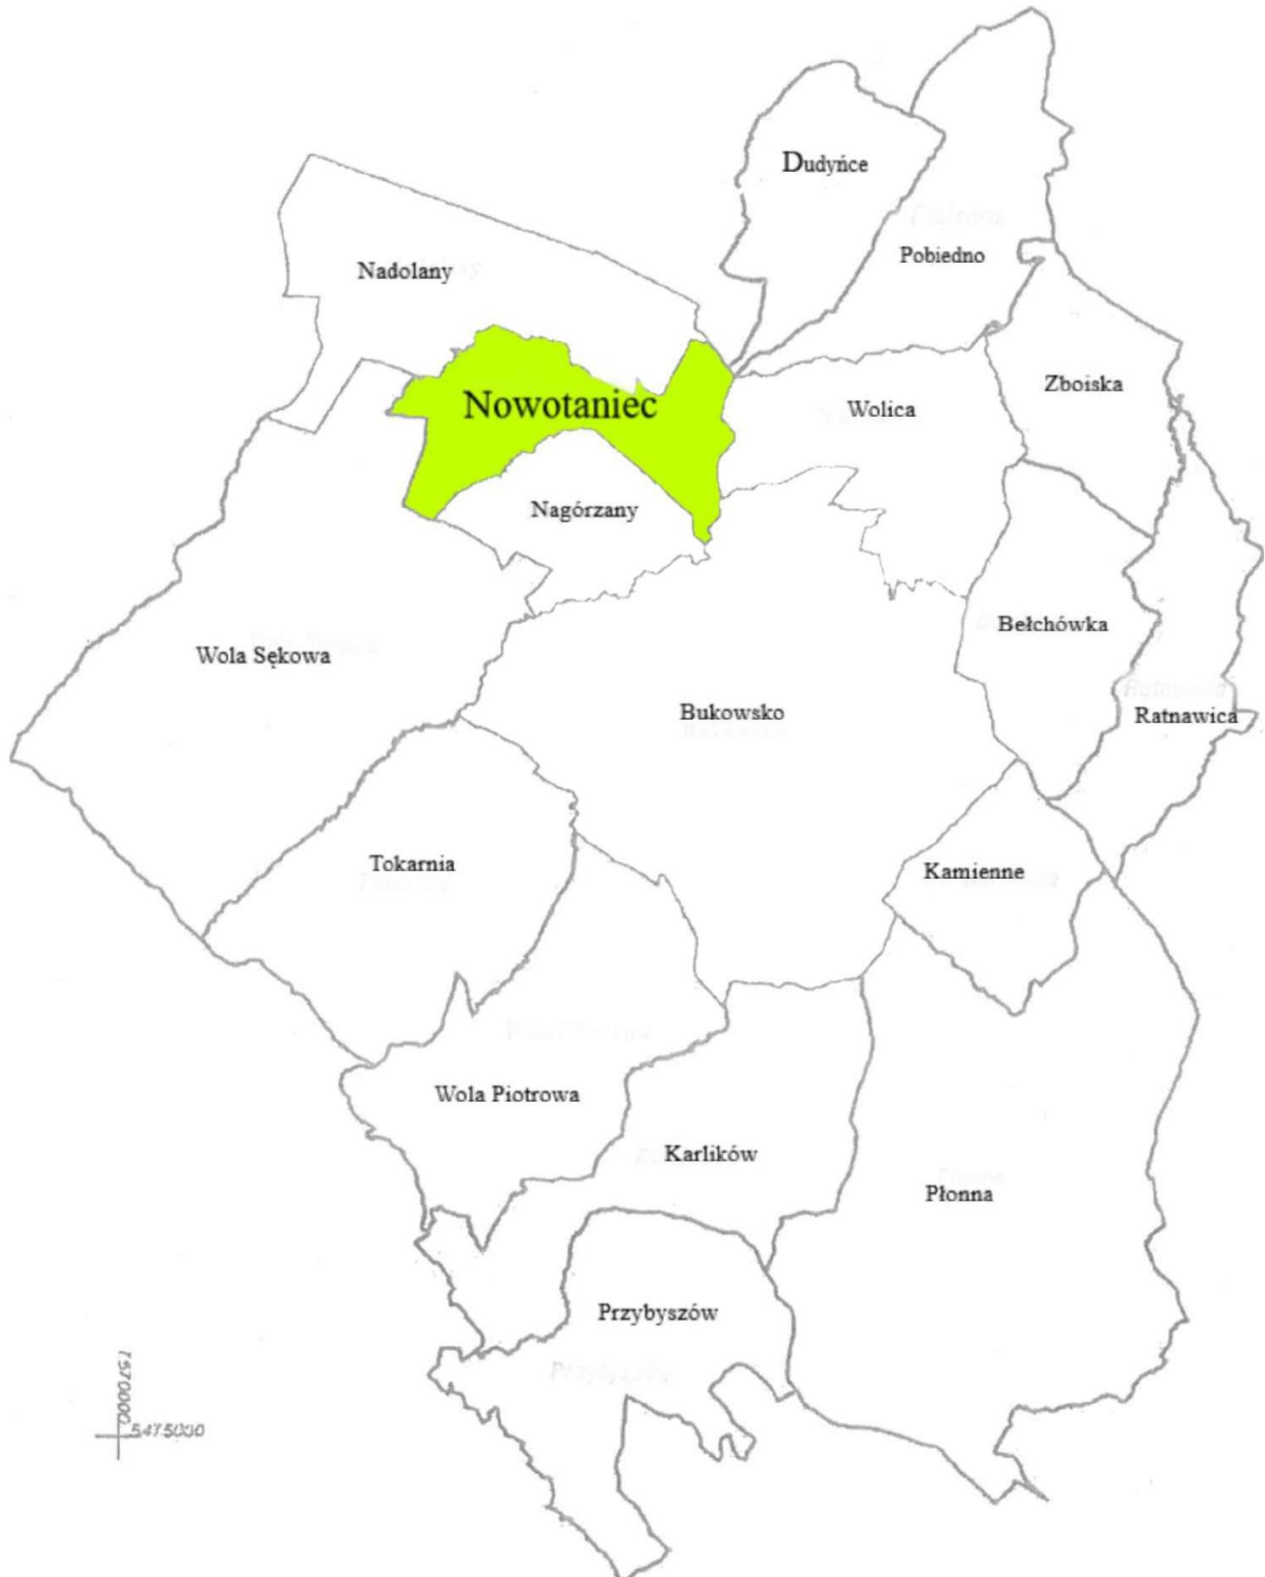 Dudyńce
Pobiedno
Nadolany
Zboiska
Nowotaniec
Wolica
Nagórzany
Bełchówka
Wola Sękowa
Bukowsko
Ratnawica
Tokarnia
Kamienne
Wola Piotrowa
Karlików
Płonna
Przybyszów
5475000